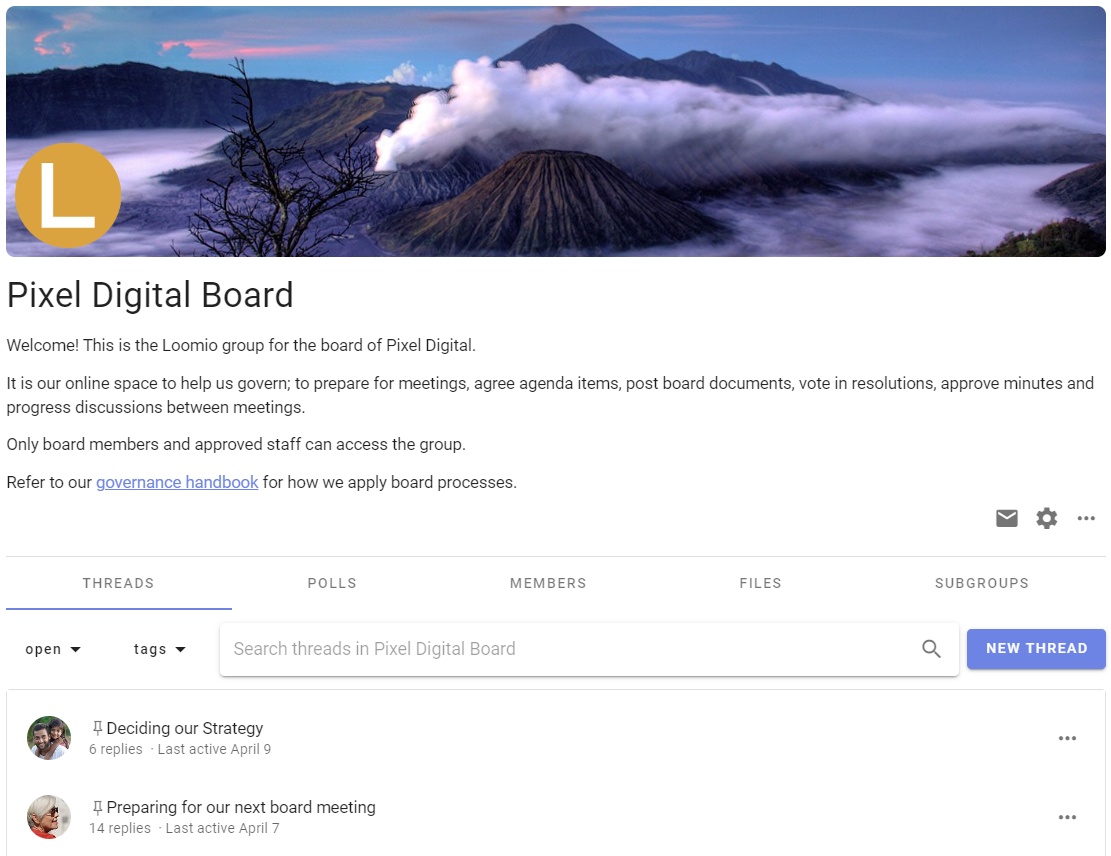 L
Pixel Digital Board
Welcome! This is the Loomio group for the board of Pixel Digital.
It is our online space to help us govern; to prepare for meetings, agree agenda items, post board documents, vote in resolutions, approve minutes and
progress discussions between meetings.
Only board members and approved staff can access the group.
Refer to our governance handbook for how we apply board processes.
THREADS POLLS MEMBERS FILES SUBGROUPS
open tags Search threads in Pixel Digital Board NEW THREAD
Deciding our Strategy
6 replies · Last active April 9
Preparing for our next board meeting
14 replies · Last active April 7